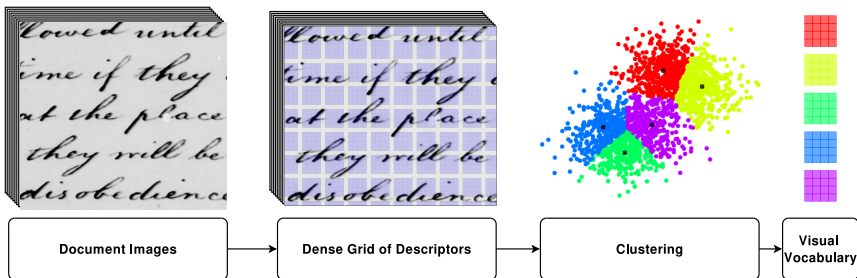 llowed until
time if they
at the place
they will be
disobedience
llowed until
time if they
at the place
they will be
disobedience
Document Images
Dense Grid of Descriptors
Clustering
Visual
Vocabulary